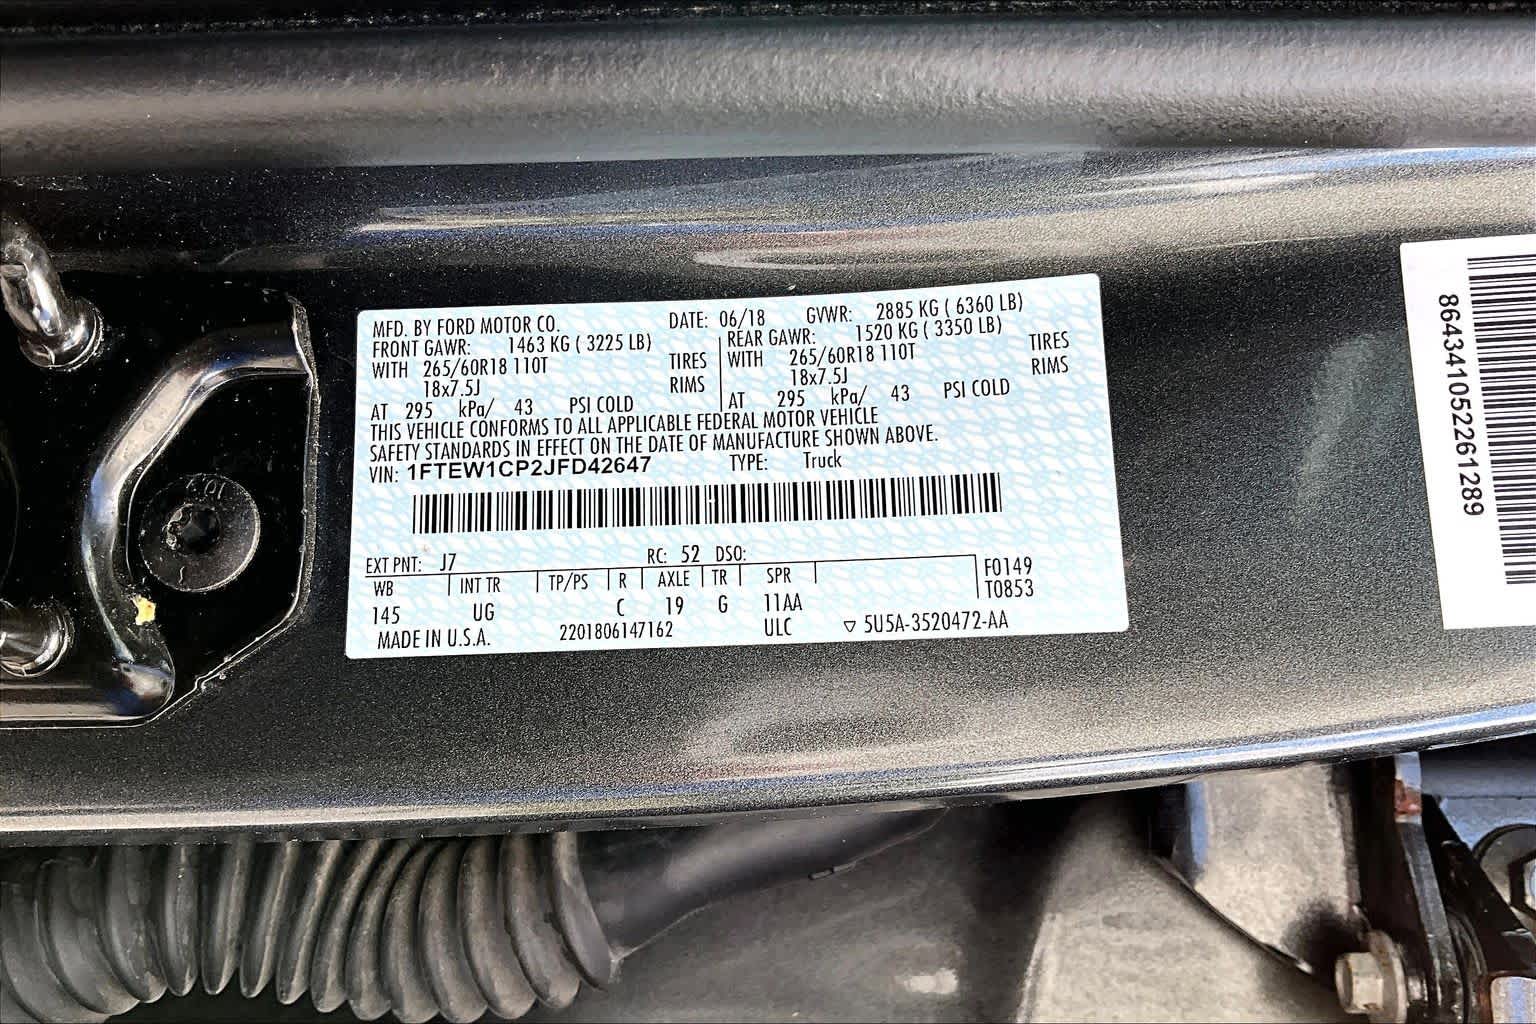 MFD. BY FORD MOTOR CO. DATE: 06/18 GVWR: 2885 KG ( 6360 LB)
FRONT GAWR: 1463 KG ( 3225 LB) REAR GAWR: 1520 KG ( 3350 LB)
WITH 265/60R18 110T TIRES WITH 265/60R18 110T TIRES
18x7.5J RIMS 18x7.5J RIMS
AT 295 kPa/ 43 PSI COLD AT 295 kPa/ 43 PSI COLD
THIS VEHICLE CONFORMS TO ALL APPLICABLE FEDERAL MOTOR VEHICLE
SAFETY STANDARDS IN EFFECT ON THE DATE OF MANUFACTURE SHOWN ABOVE.
VIN: 1FTEW1CP2JFD42647 TYPE: Truck
EXT PNT: J7 RC: 52 DSO:
WB INT TR TP/PS R AXLE TR SPR F0149
145 UG C 19 G 11AA T0853
MADE IN U.S.A. 2201806147162 ULC ▽ 5U5A-3520472-AA
8643410522261289